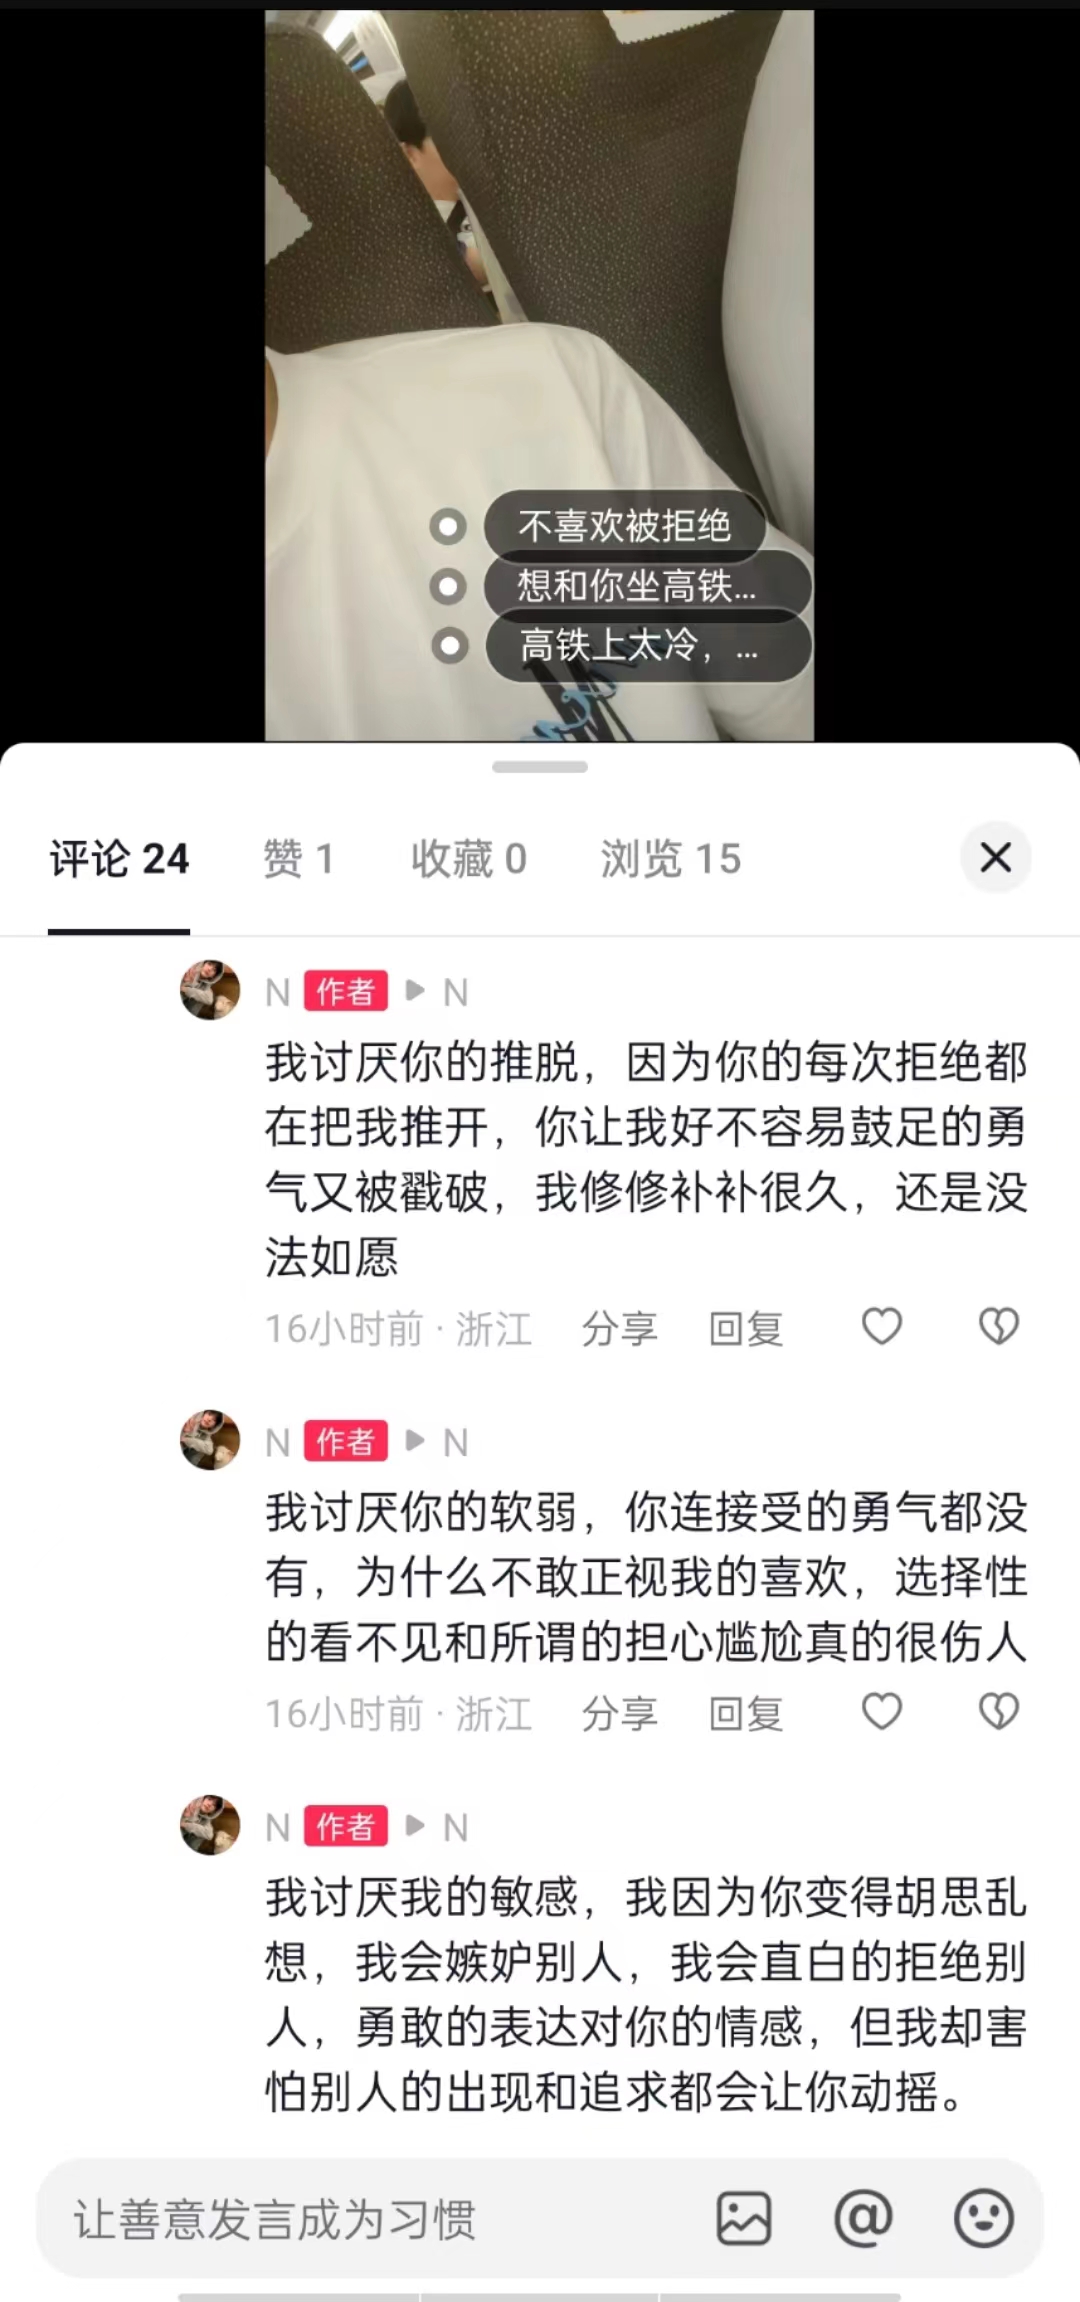 不喜欢被拒绝
想和你坐高铁...
高铁上太冷，...
评论 24 赞 1 收藏 0 浏览 15
N 作者 N
我讨厌你的推脱，因为你的每次拒绝都
在把我推开，你让我好不容易鼓足的勇
气又被戳破，我修修补补很久，还是没
法如愿
16小时前 · 浙江 分享 回复
N 作者 N
我讨厌你的软弱，你连接受的勇气都没
有，为什么不敢正视我的喜欢，选择性
的看不见和所谓的担心尴尬真的很伤人
16小时前 · 浙江 分享 回复
N 作者 N
我讨厌我的敏感，我因为你变得胡思乱
想，我会嫉妒别人，我会直白的拒绝别
人，勇敢的表达对你的情感，但我却害
怕别人的出现和追求都会让你动摇。
让善意发言成为习惯